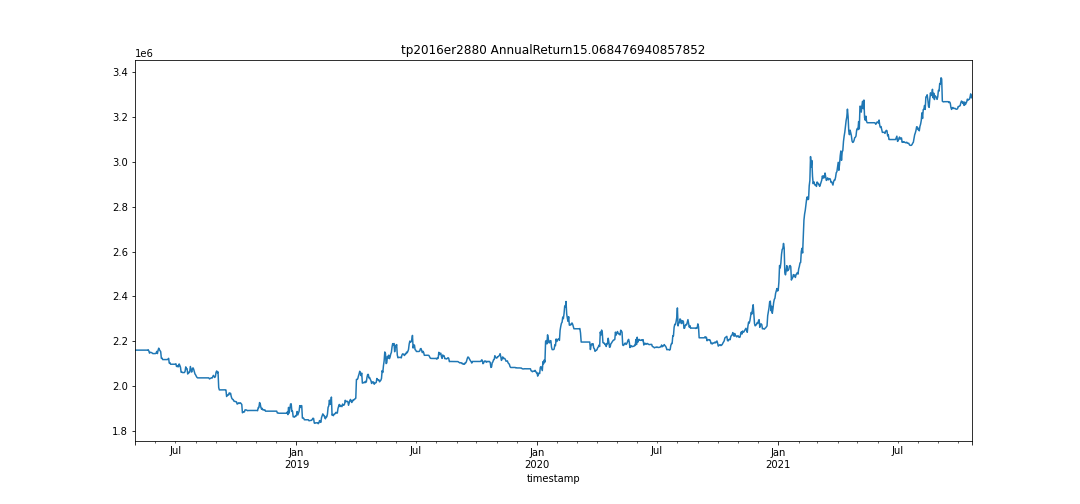 tp2016er2880 AnnualReturn15.068476940857852
1e6
3.4
3.2
3.0
2.8
2.6
2.4
2.2
2.0
1.8
Jul
Jan
2019
Jul
Jan
2020
Jul
Jan
2021
Jul
timestamp